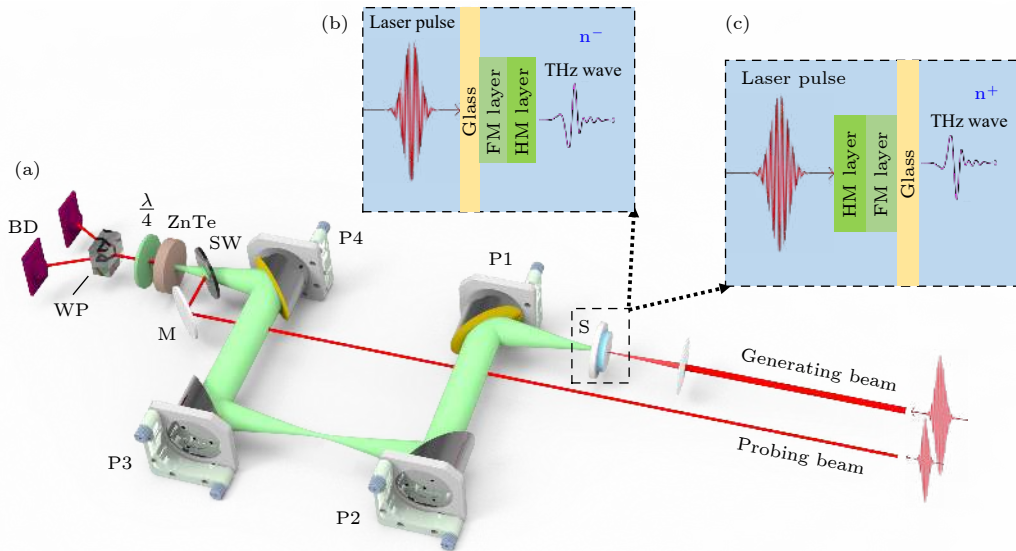 (b)
Laser pulse
n−
THz wave
Glass
FM layer
HM layer
(c)
Laser pulse
n+
THz wave
HM layer
FM layer
Glass
(a)
BD
λ/4
ZnTe
SW
WP
M
P4
P1
S
P3
P2
Generating beam
Probing beam